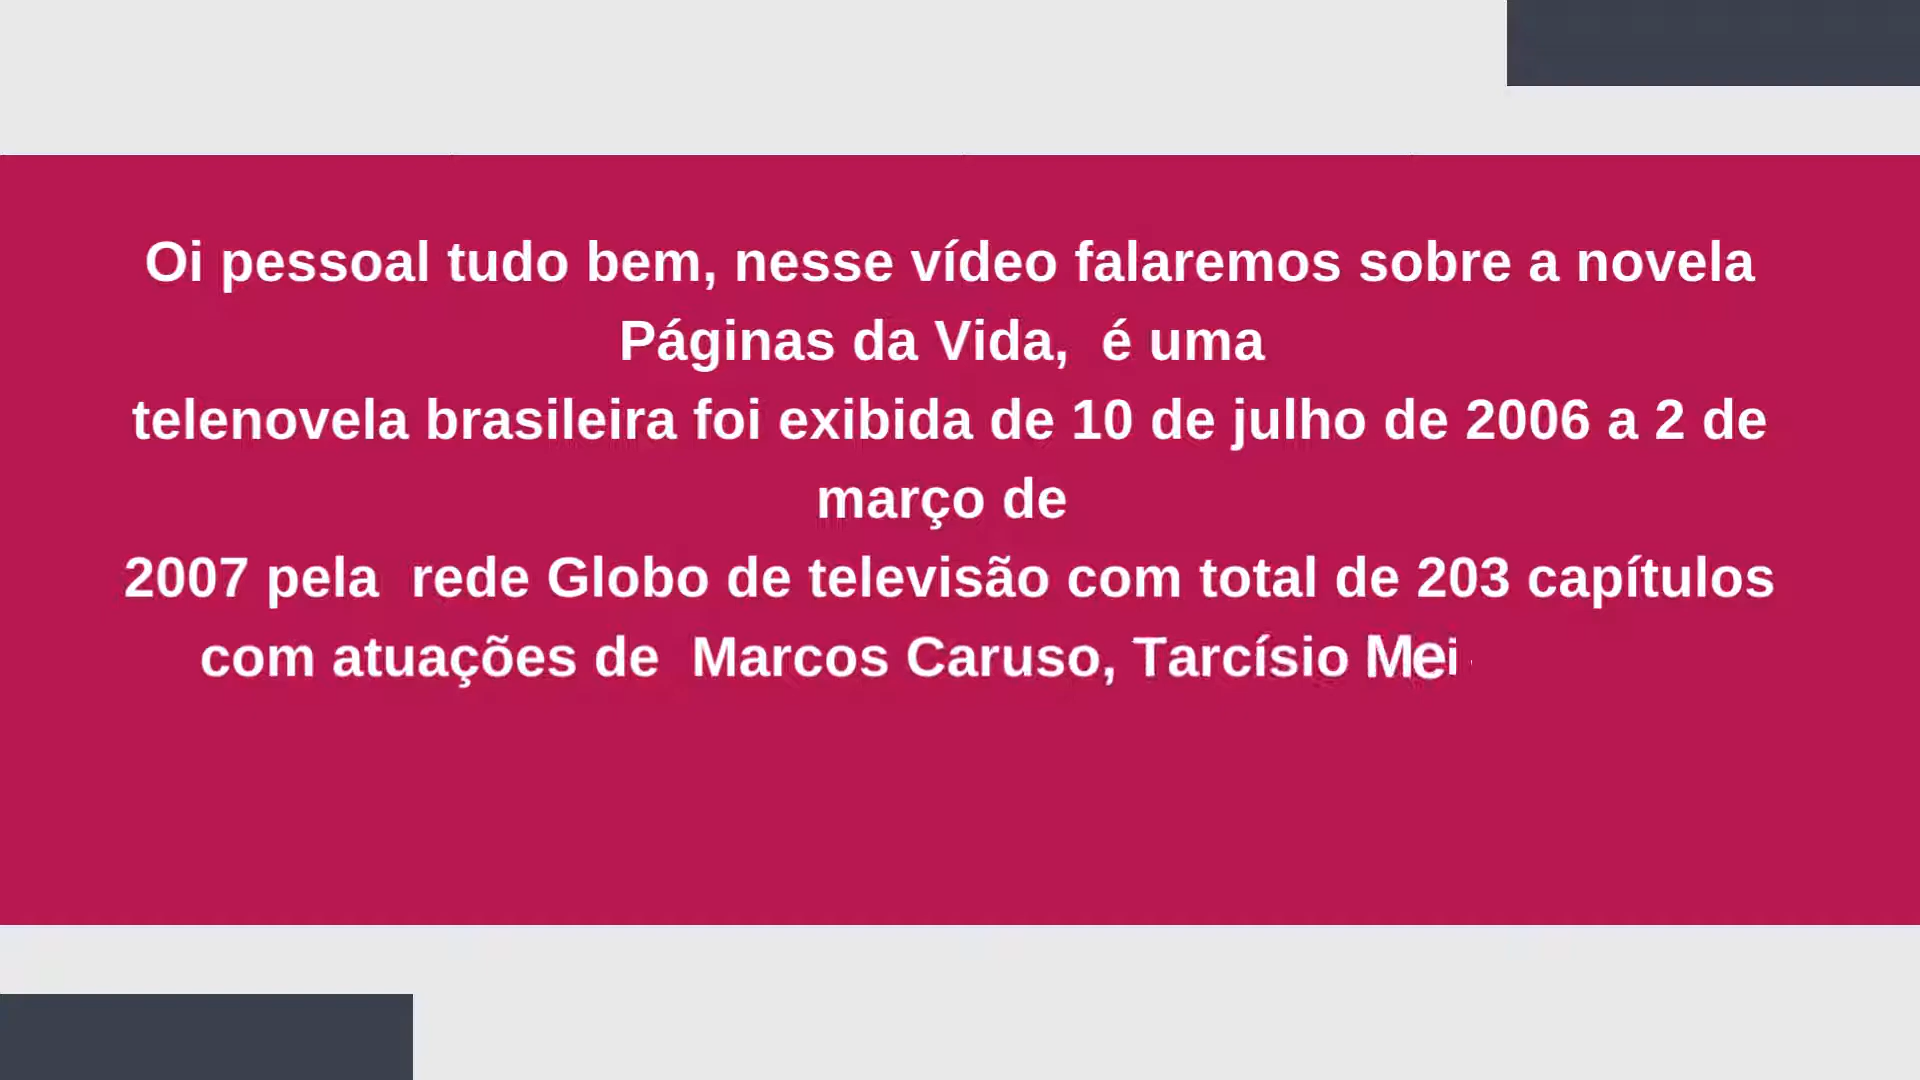 Oi pessoal tudo bem, nesse vídeo falaremos sobre a novela
Páginas da Vida,  é uma
telenovela brasileira foi exibida de 10 de julho de 2006 a 2 de
março de
2007 pela  rede Globo de televisão com total de 203 capítulos
com atuações de  Marcos Caruso, Tarcísio Mei